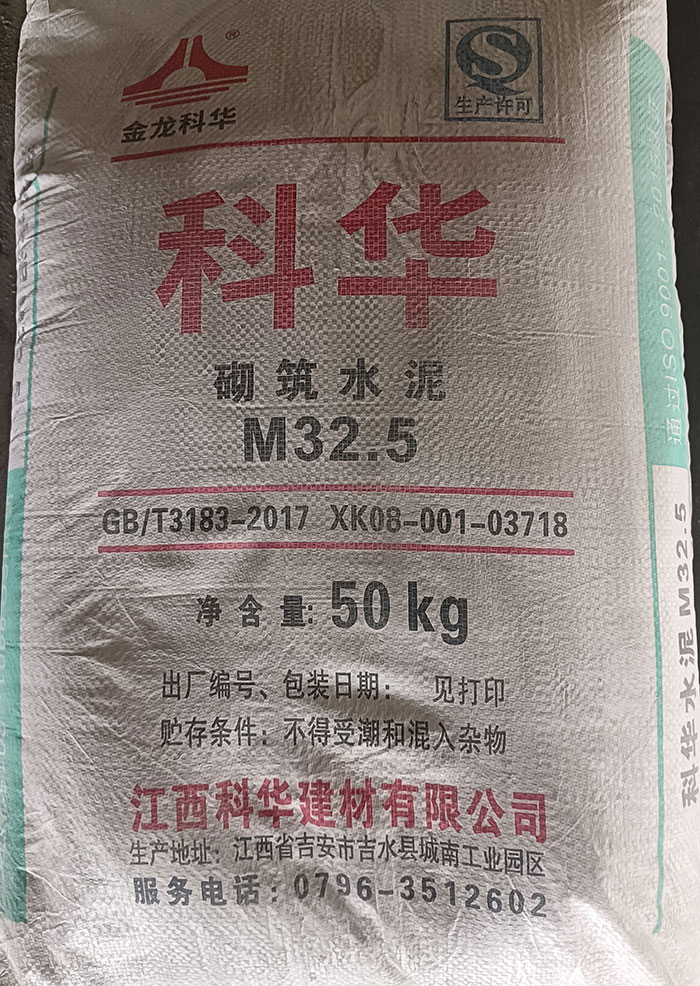 ®
金龙科华
生产许可
科华
砌筑水泥
M32.5
GB/T3183-2017 XK08-001-03718
净含量: 50kg
出厂编号、包装日期: 见打印
贮存条件: 不得受潮和混入杂物
江西科华建材有限公司
生产地址: 江西省吉安市吉水县城南工业园区
服务电话: 0796-3512602
通过ISO 9001
科华水泥 M32.5